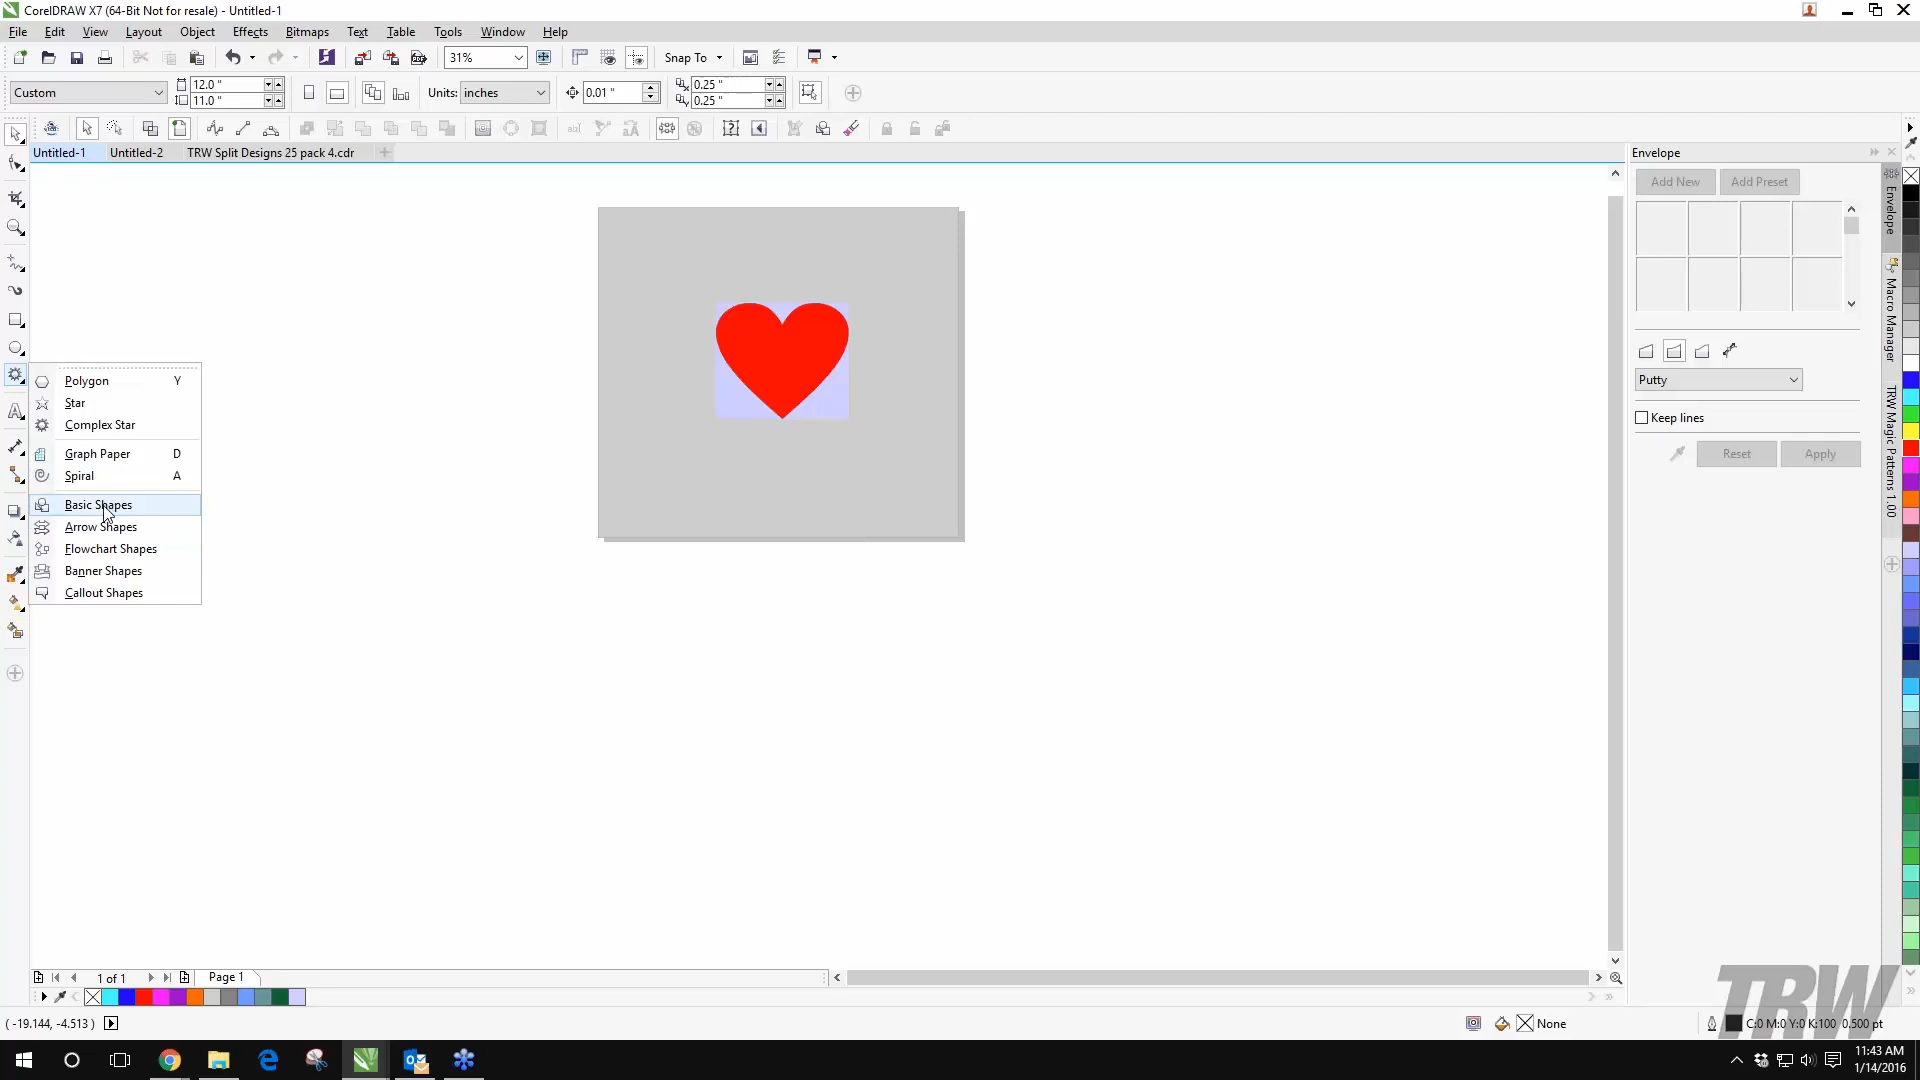 CorelDRAW X7 (64-Bit Not for resale) - Untitled-1
File Edit View Layout Object Effects Bitmaps Text Table Tools Window Help
31% Snap To
Custom 12.0 " 11.0 " Units: inches 0.01 " 0.25 " 0.25 "
Untitled-1 Untitled-2 TRW Split Designs 25 pack 4.cdr
Envelope
Add New Add Preset
Putty
Keep lines
Reset Apply
Envelope
Macro Manager
TRW Magic Patterns 1.00
Polygon Y
Star
Complex Star
Graph Paper D
Spiral A
Basic Shapes
Arrow Shapes
Flowchart Shapes
Banner Shapes
Callout Shapes
1 of 1 Page 1
( -19.144, -4.513 ) None C:0 M:0 Y:0 K:100 0.500 pt
TRW
11:43 AM
1/14/2016